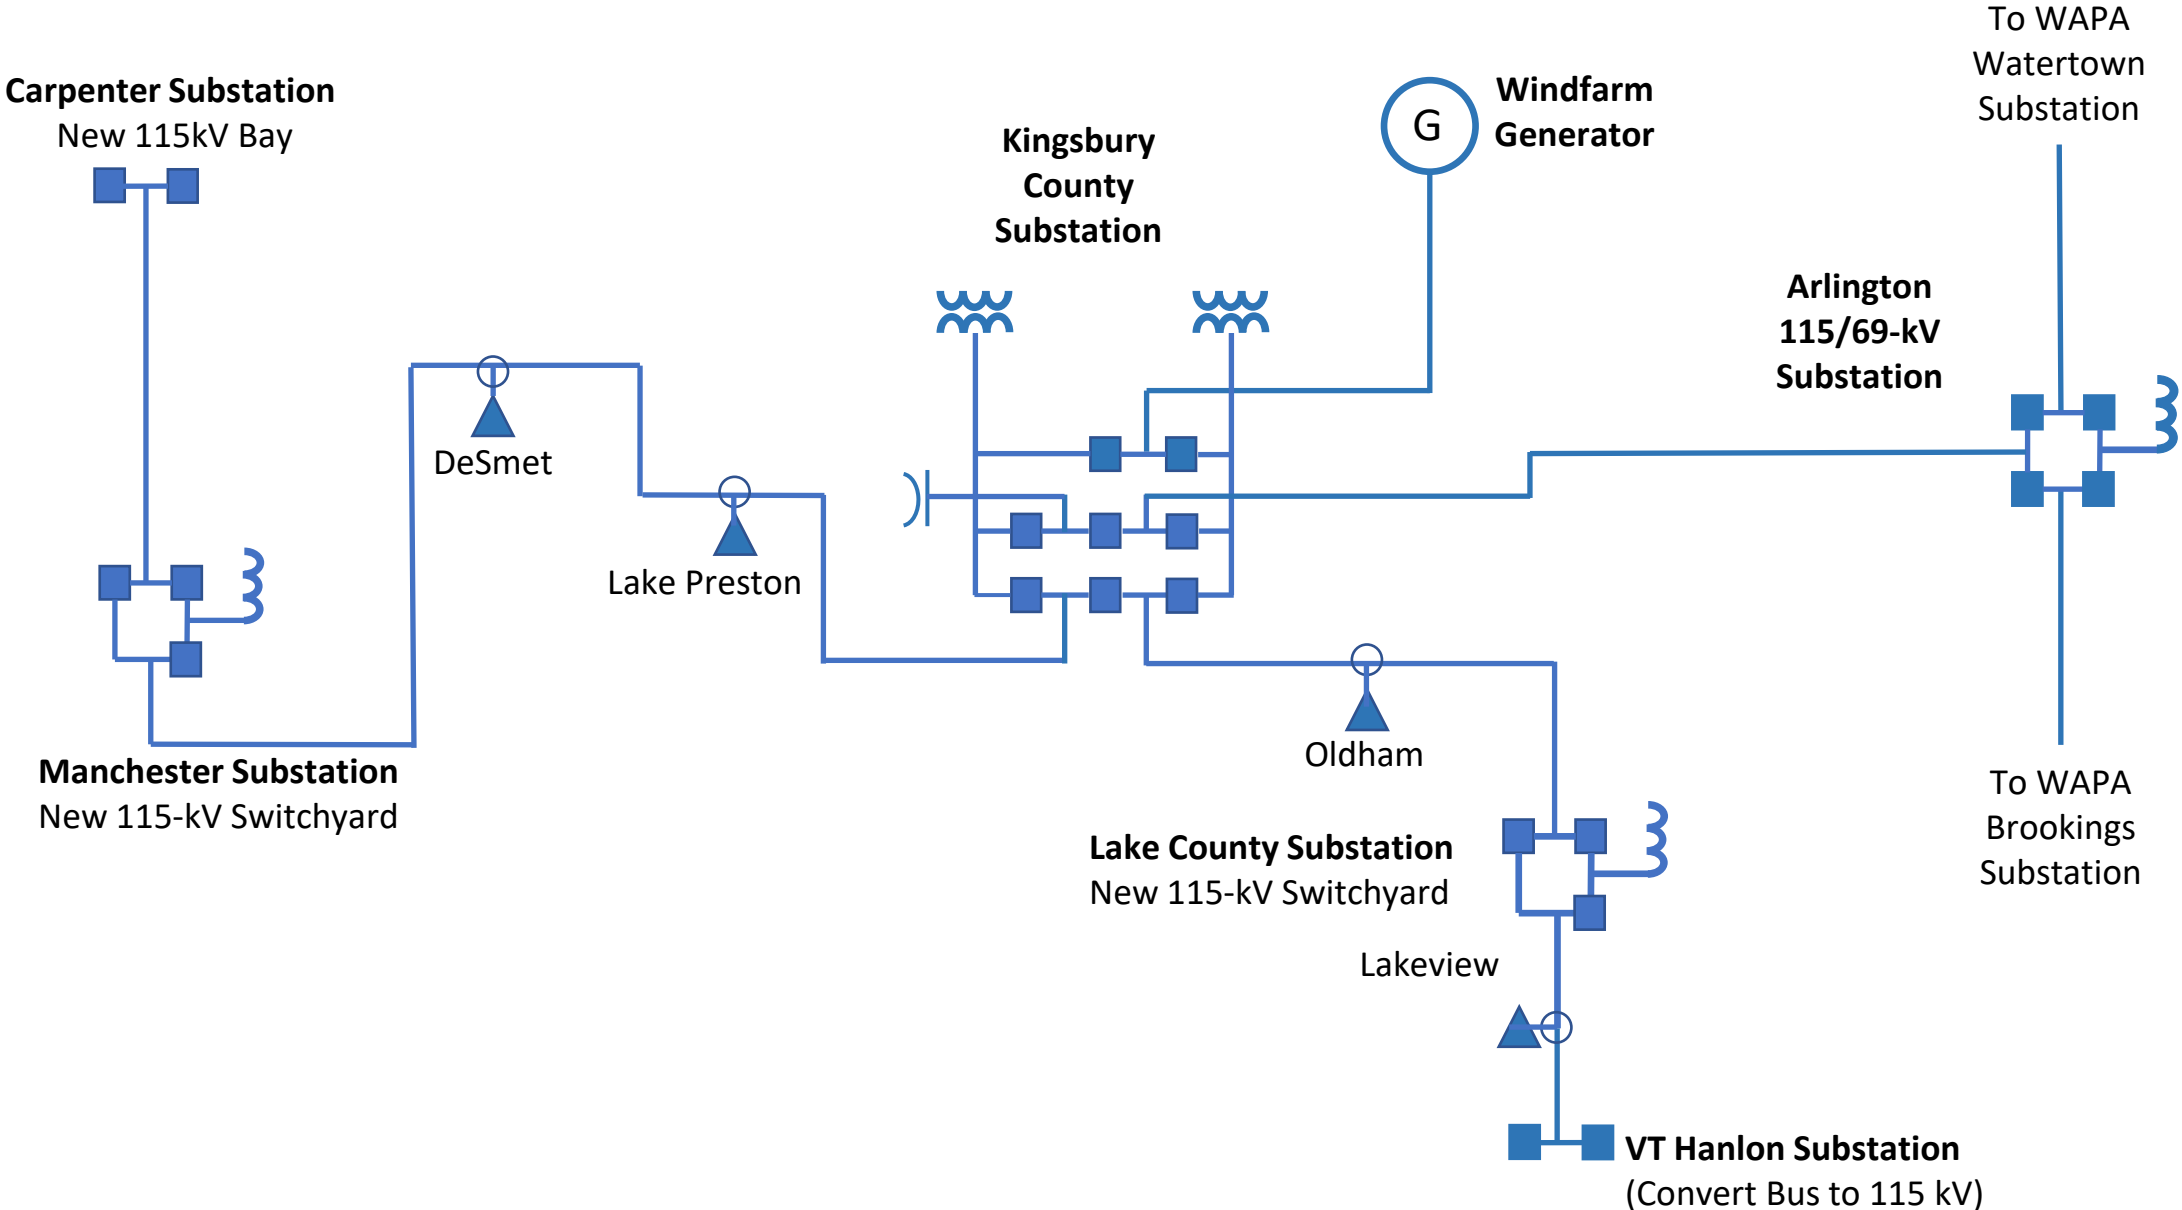 To WAPA
Watertown
Substation
Carpenter Substation
New 115kV Bay
Windfarm
Generator
G
Kingsbury
County
Substation
Arlington
115/69-kV
Substation
DeSmet
Lake Preston
Oldham
Manchester Substation
New 115-kV Switchyard
To WAPA
Brookings
Substation
Lake County Substation
New 115-kV Switchyard
Lakeview
VT Hanlon Substation
(Convert Bus to 115 kV)